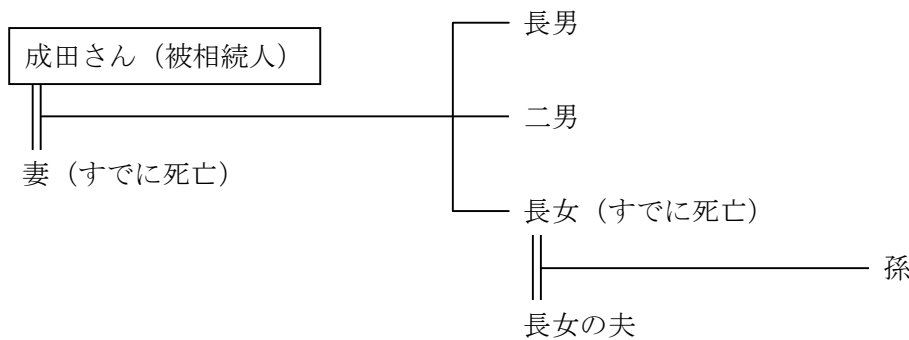 長男
成田さん（被相続人）
二男
妻（すでに死亡）
長女（すでに死亡）
孫
長女の夫